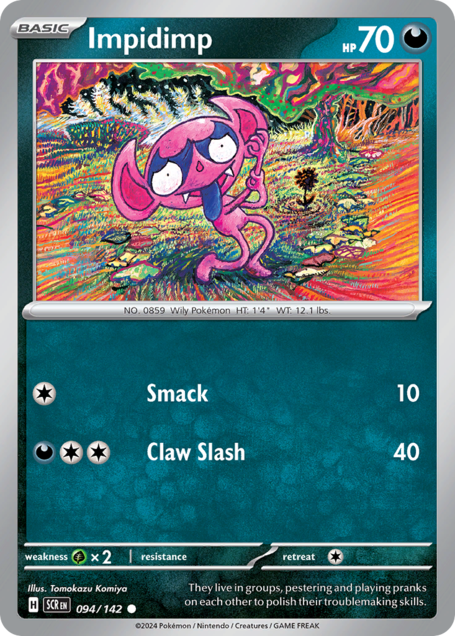 BASIC
Impidimp
HP 70
NO. 0859 Wily Pokémon HT: 1'4" WT: 12.1 lbs.
Smack 10
Claw Slash 40
weakness ×2 resistance retreat
Illus. Tomokazu Komiya
They live in groups, pestering and playing pranks
on each other to polish their troublemaking skills.
H SCR EN 094/142
©2024 Pokémon / Nintendo / Creatures / GAME FREAK